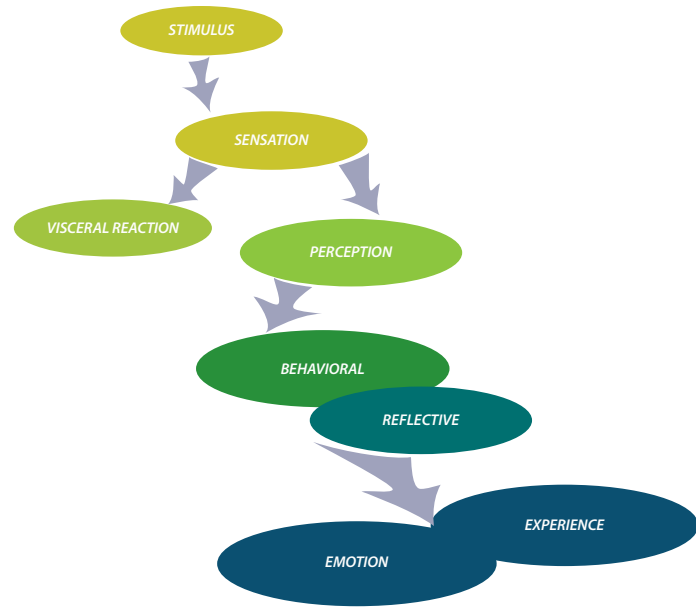 STIMULUS
SENSATION
VISCERAL REACTION
PERCEPTION
BEHAVIORAL
REFLECTIVE
EXPERIENCE
EMOTION